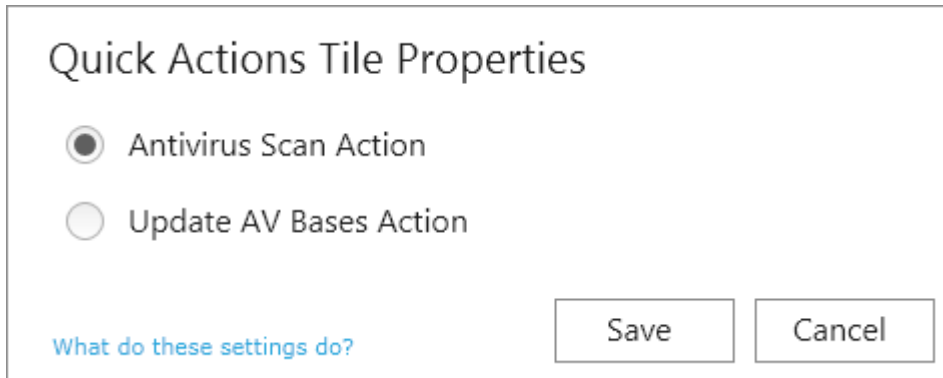 Quick Actions Tile Properties
Antivirus Scan Action
Update AV Bases Action
What do these settings do?
Save
Cancel